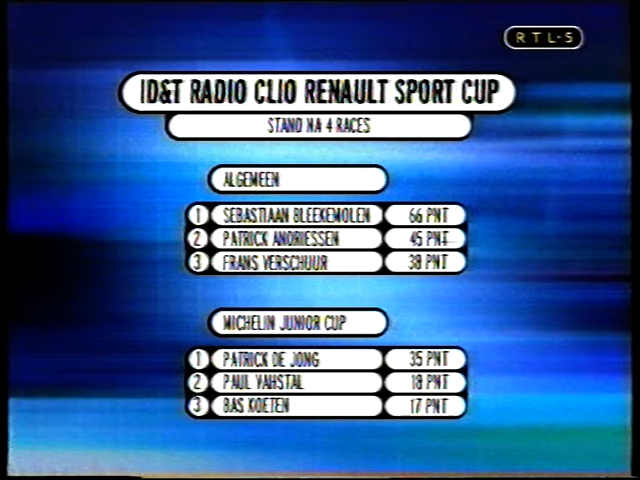 RTL-5
ID&T RADIO CLIO RENAULT SPORT CUP
STAND NA 4 RACES
ALGEMEEN
1 SEBASTIAAN BLEEKEMOLEN 66 PNT
2 PATRICK ANDRIESSEN 45 PNT
3 FRANS VERSCHUUR 38 PNT
MICHELIN JUNIOR CUP
1 PATRICK DE JONG 35 PNT
2 PAUL VAHSTAL 18 PNT
3 BAS KOETEN 17 PNT